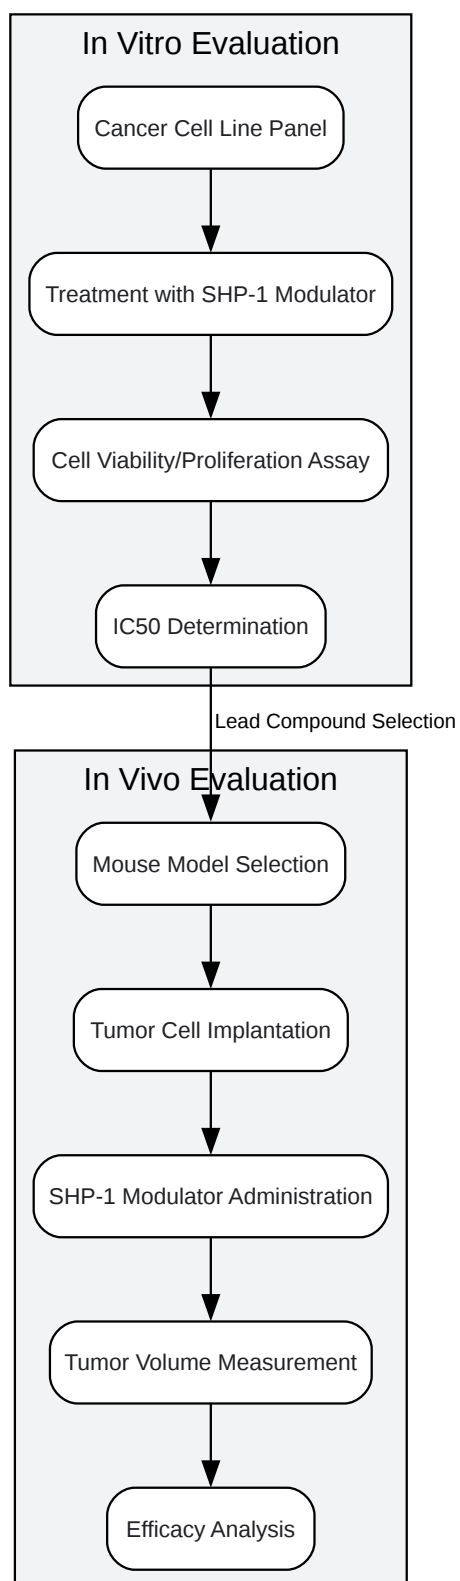 In Vitro Evaluation
Cancer Cell Line Panel
Treatment with SHP-1 Modulator
Cell Viability/Proliferation Assay
IC50 Determination
Lead Compound Selection
In Vivo Evaluation
Mouse Model Selection
Tumor Cell Implantation
SHP-1 Modulator Administration
Tumor Volume Measurement
Efficacy Analysis